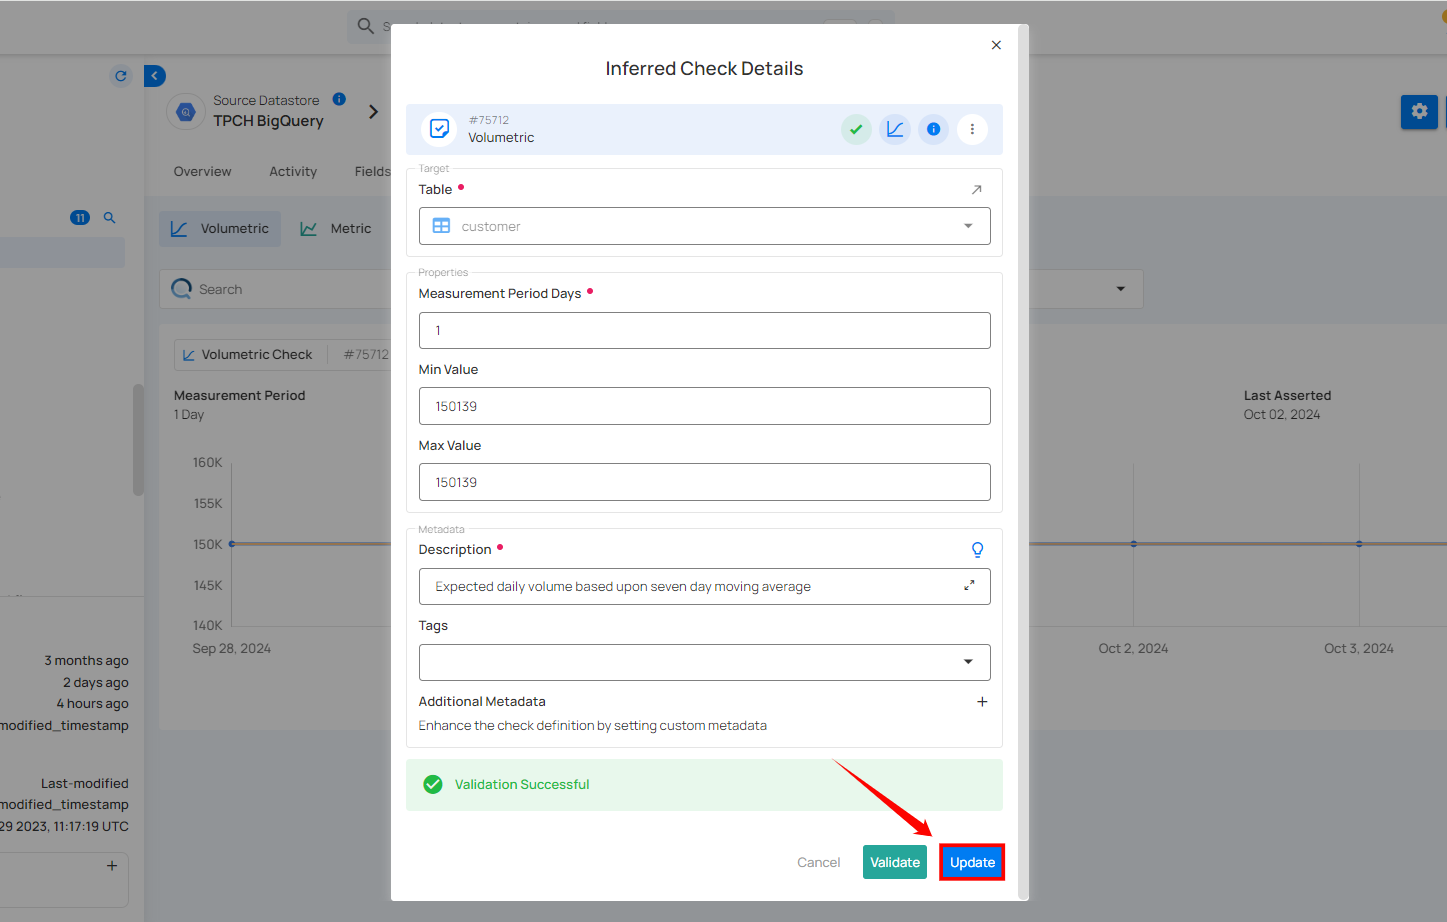 Inferred Check Details
Source Datastore
TPCH BigQuery
#75712
Volumetric
Overview
Activity
Fields
11
Volumetric
Metric
Search
Volumetric Check
#75712
Measurement Period
1 Day
160K
155K
150K
145K
140K
Sep 28, 2024
Target
Table
customer
Properties
Measurement Period Days
1
Min Value
150139
Max Value
150139
Metadata
Description
Expected daily volume based upon seven day moving average
Tags
Additional Metadata
Enhance the check definition by setting custom metadata
Validation Successful
Cancel
Validate
Update
Last Asserted
Oct 02, 2024
Oct 2, 2024
Oct 3, 2024
3 months ago
2 days ago
4 hours ago
modified_timestamp
Last-modified
modified_timestamp
29 2023, 11:17:19 UTC